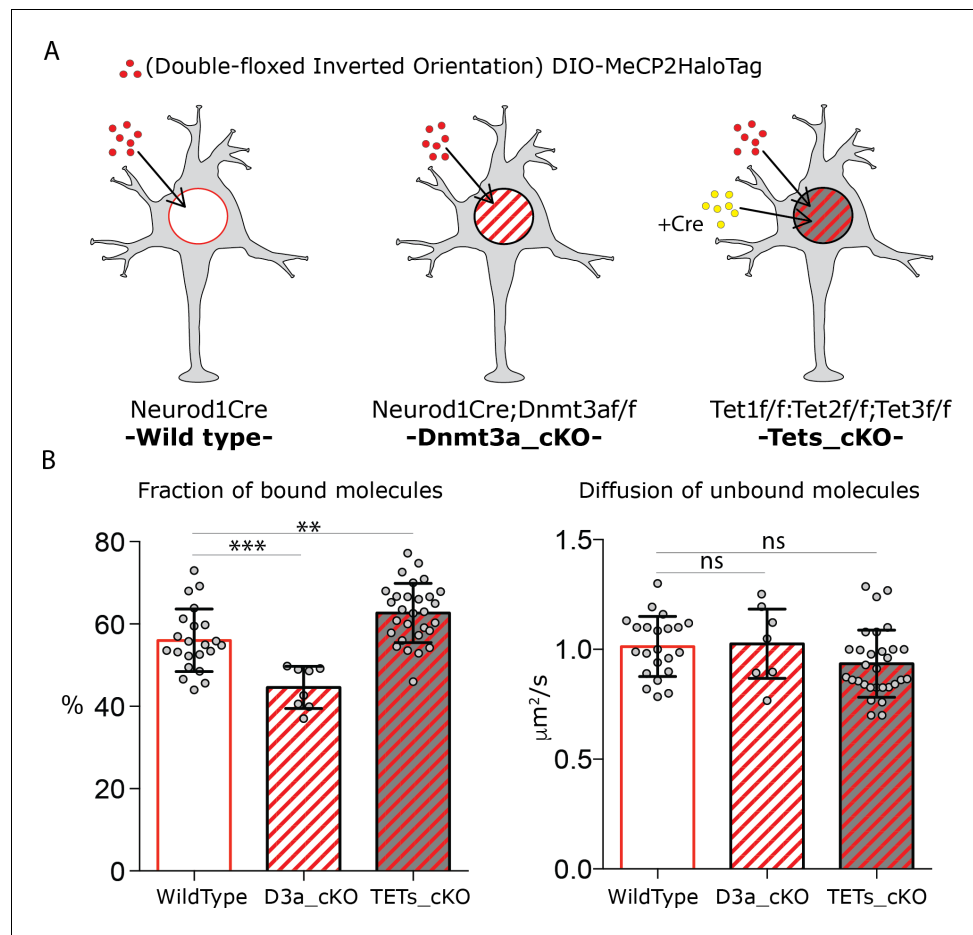 A
(Double-floxed Inverted Orientation) DIO-MeCP2HaloTag
+Cre
Neurod1Cre
-Wild type-
Neurod1Cre;Dnmt3af/f
-Dnmt3a_cKO-
Tet1f/f:Tet2f/f;Tet3f/f
-Tets_cKO-
B
Fraction of bound molecules
**
***
80
60
%
40
20
0
WildType
D3a_cKO
TETs_cKO
Diffusion of unbound molecules
ns
ns
1.5
1.0
μm²/s
0.5
0.0
WildType
D3a_cKO
TETs_cKO